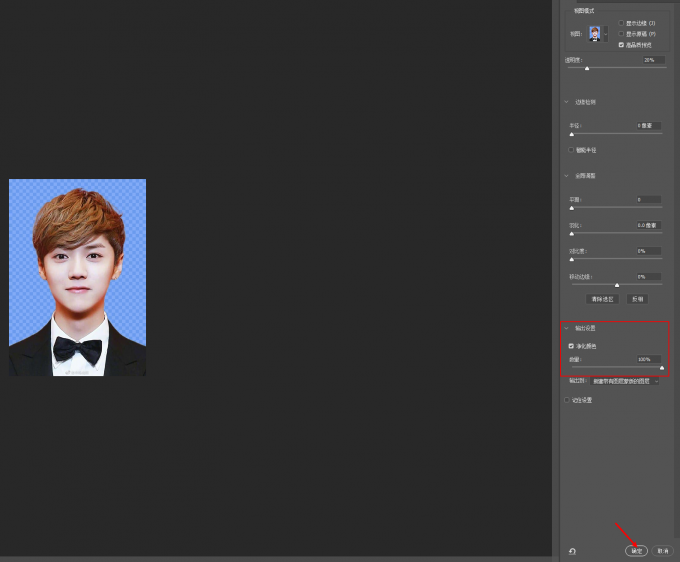 视图模式
视图:
显示边缘 (J)
显示原稿 (P)
高品质预览
透明度:
20%
边缘检测
半径:
0 像素
智能半径
全局调整
平滑:
0
羽化:
0.0 像素
对比度:
0%
移动边缘:
0%
清除选区
反相
输出设置
净化颜色
数量:
100%
输出到:
新建带有图层蒙版的图层
记住设置
确定
取消